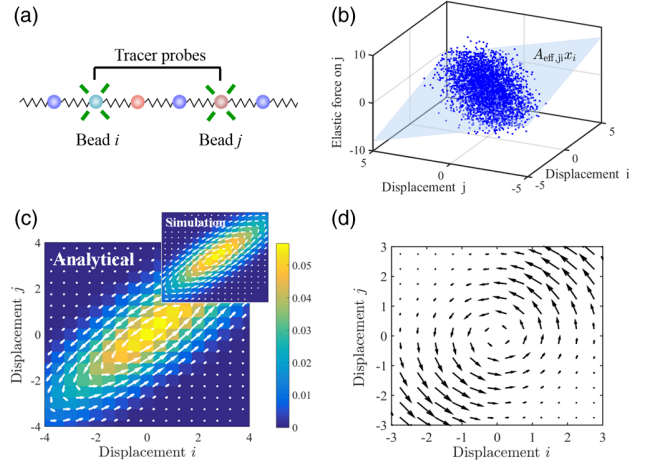 (a)
Tracer probes
Bead i
Bead j
(b)
Elastic force on j
10
5
0
-10
A_eff,ji x_i
5
0
-5
Displacement j
5
0
-5
Displacement i
(c)
Analytical
Simulation
Displacement j
4
2
0
-2
-4
-4 -2 0 2 4
Displacement i
0.05
0.04
0.03
0.02
0.01
0
(d)
Displacement j
3
2
1
0
-1
-2
-3
-3 -2 -1 0 1 2 3
Displacement i